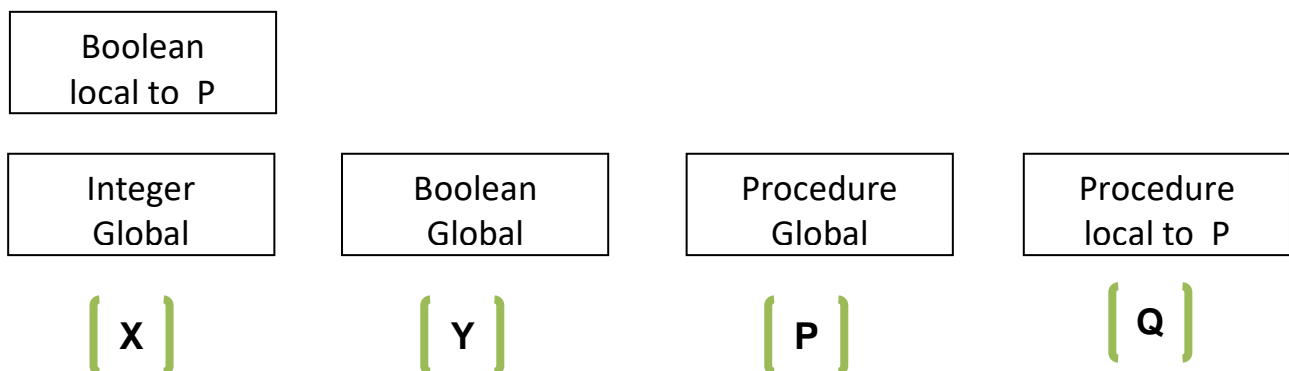 Boolean
local to P
Integer
Global
Boolean
Global
Procedure
Global
Procedure
local to P
X
Y
P
Q